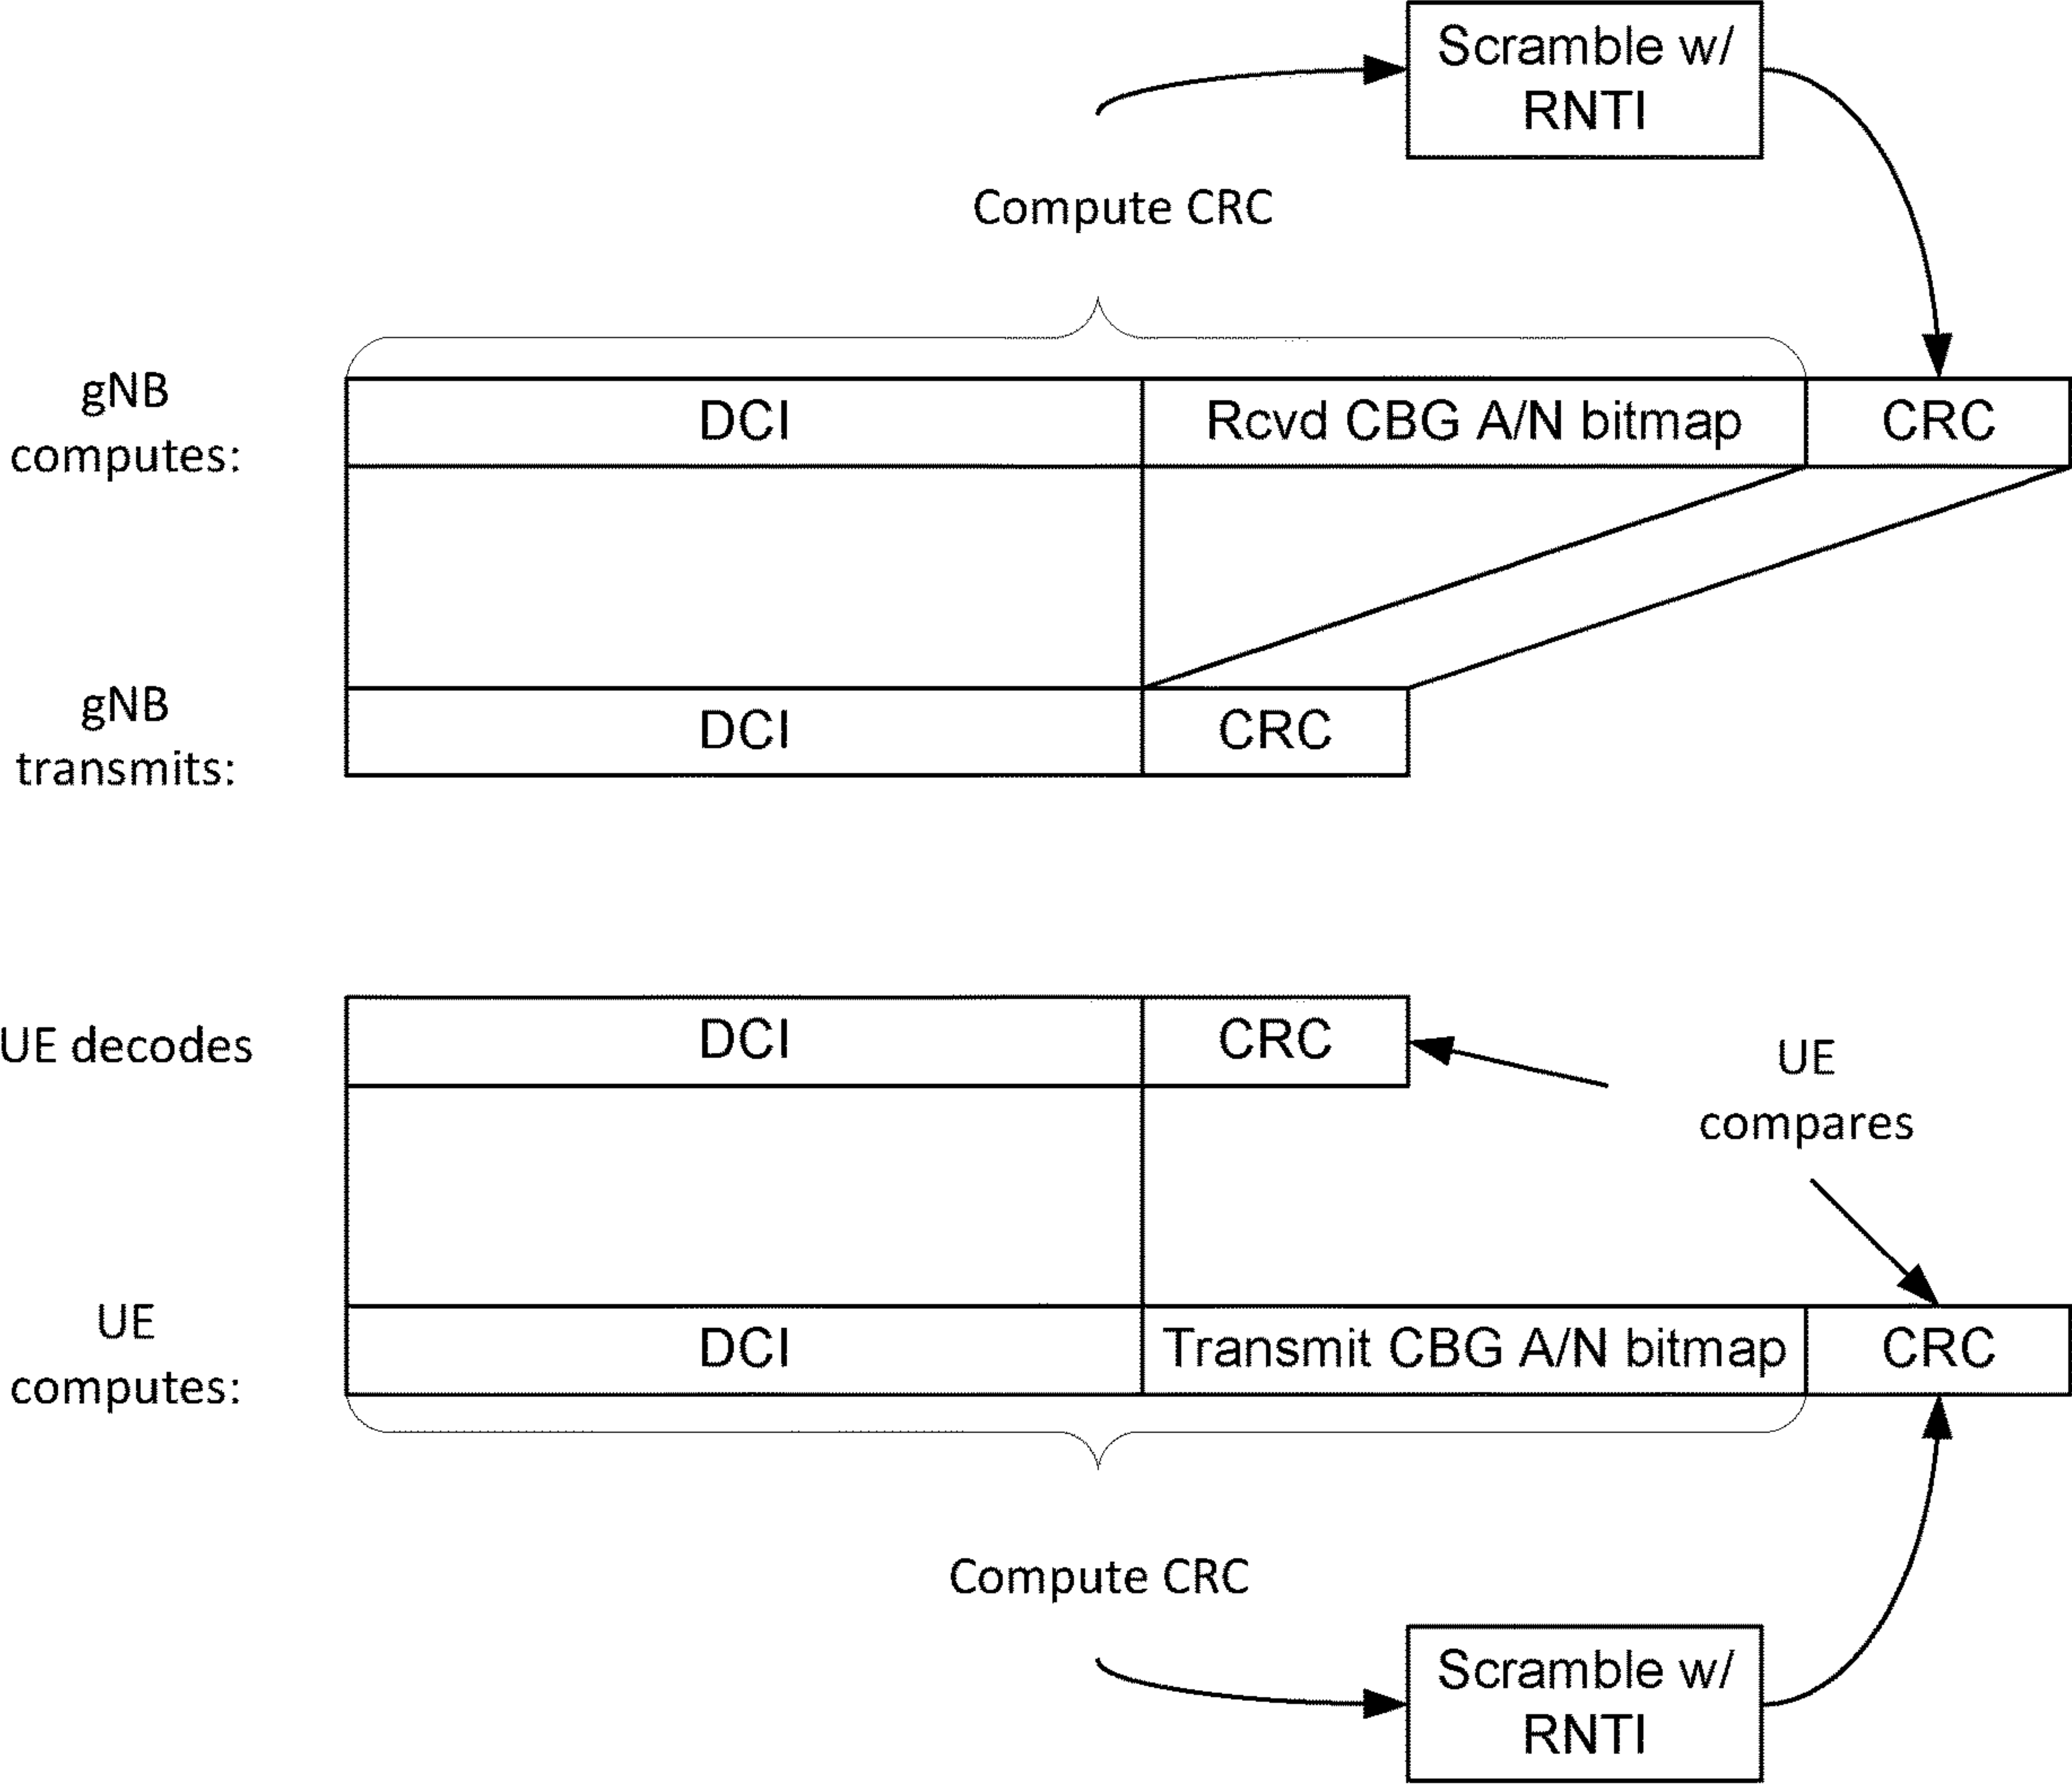 Scramble w/
RNTI
Compute CRC
gNB
computes:
DCI
Rcvd CBG A/N bitmap
CRC
gNB
transmits:
DCI
CRC
UE decodes
DCI
CRC
UE
compares
UE
computes:
DCI
Transmit CBG A/N bitmap
CRC
Compute CRC
Scramble w/
RNTI